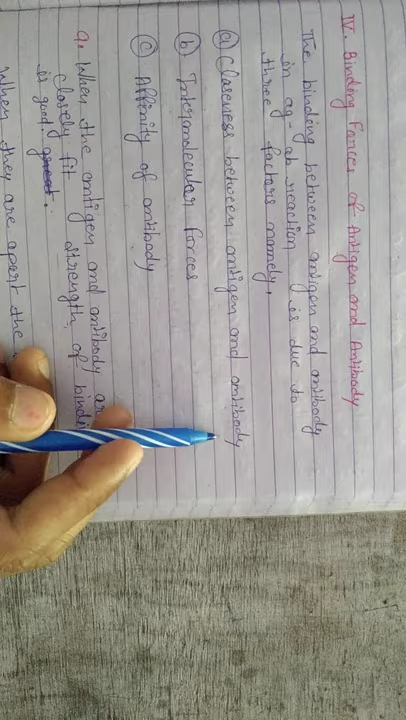 IV. Binding Forces of Antigen and Antibody
The binding between antigen and antibody
in ag-ab reaction is due to
three factors namely,
(a) Closeness between antigen and antibody
(b) Intermolecular forces
(c) Affinity of antibody
a. When the antigen and antibody are
closely fit strength of bindi
is good
When they are apart the